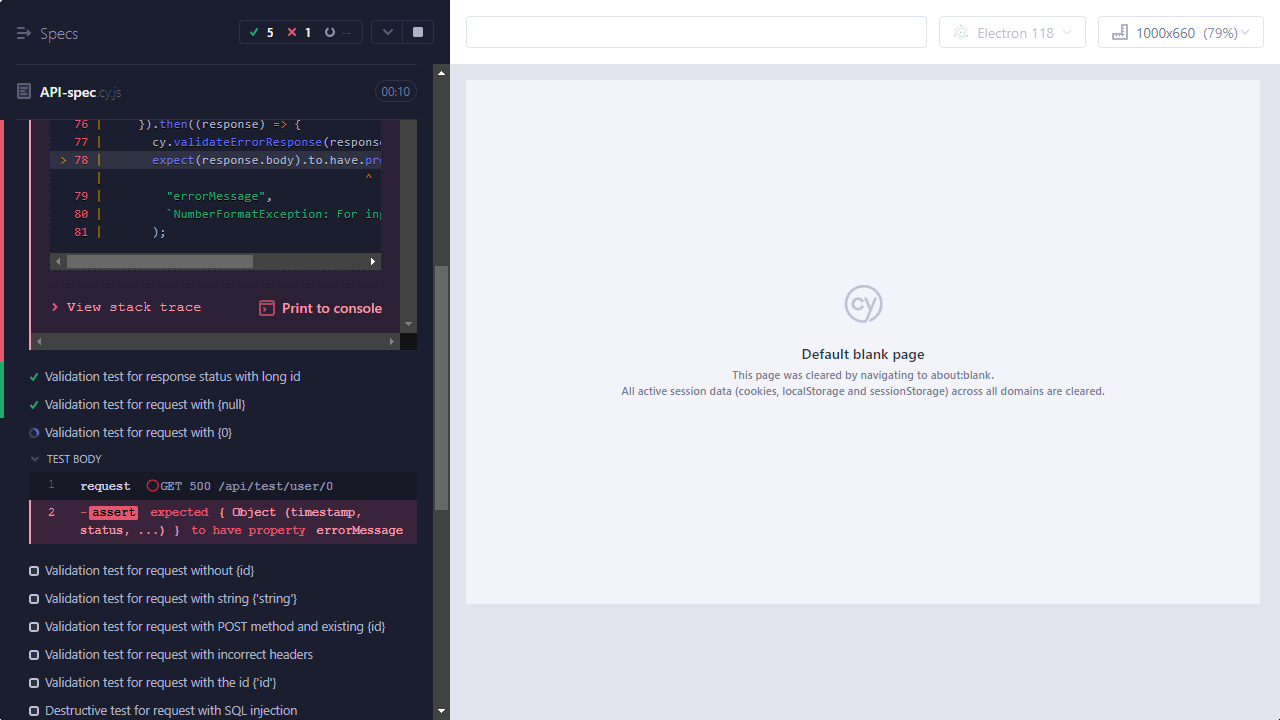 Specs
5 1 --
Electron 118
1000x660 (79%)
API-spec.cy.js
00:10
76 | }).then((response) => {
77 | cy.validateErrorResponse(response
> 78 | expect(response.body).to.have.pro
| ^
79 | "errorMessage",
80 | `NumberFormatException: For inp
81 | );
View stack trace
Print to console
Validation test for response status with long id
Validation test for request with {null}
Validation test for request with {0}
TEST BODY
1 request GET 500 /api/test/user/0
2 -assert expected { Object (timestamp,
status, ...) } to have property errorMessage
Validation test for request without {id}
Validation test for request with string {'string'}
Validation test for request with POST method and existing {id}
Validation test for request with incorrect headers
Validation test for request with the id {'id'}
Destructive test for request with SQL injection
cy
Default blank page
This page was cleared by navigating to about:blank.
All active session data (cookies, localStorage and sessionStorage) across all domains are cleared.